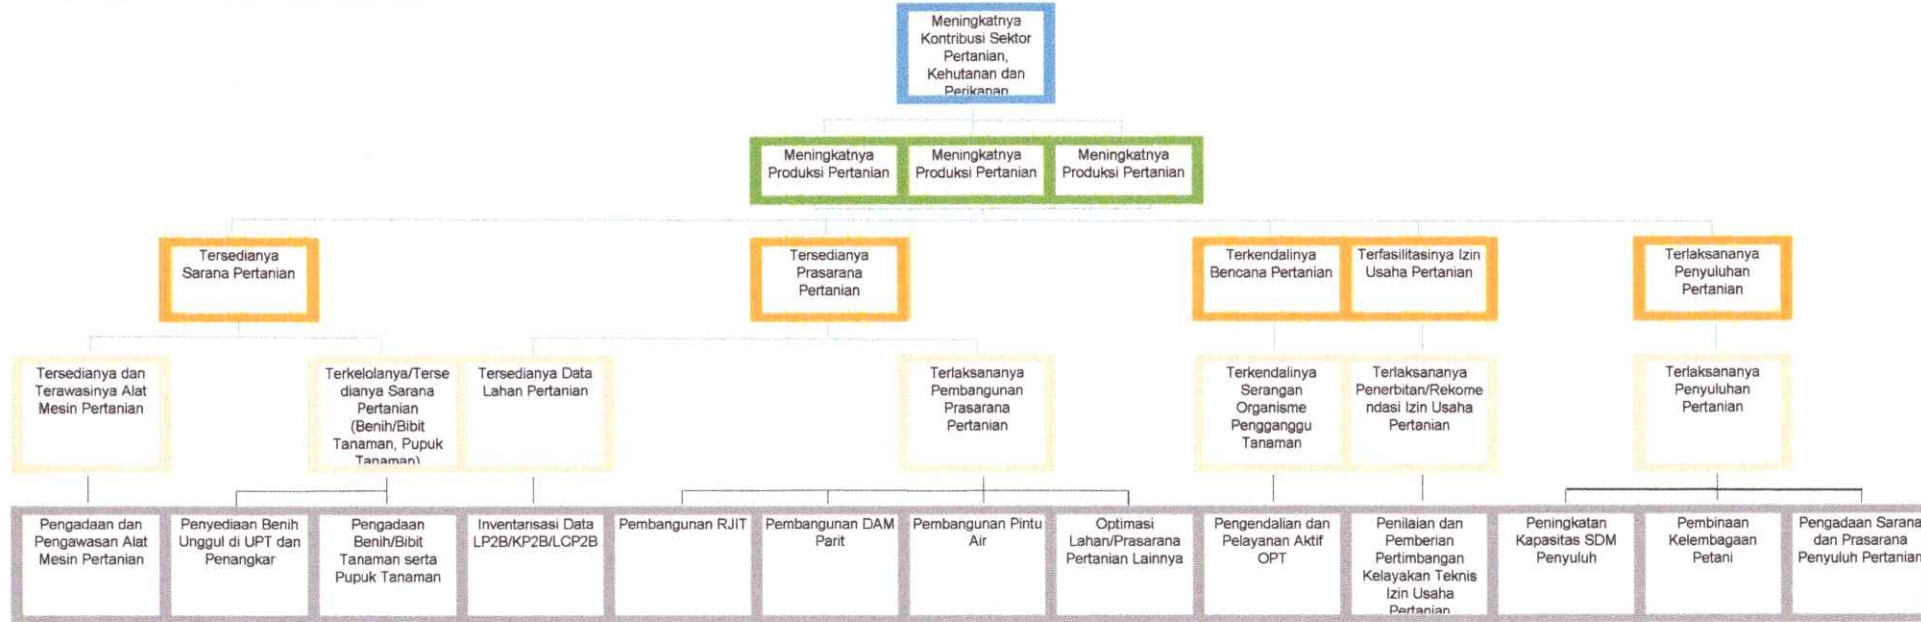 Meningkatnya
Kontribusi Sektor
Pertanian,
Kehutanan dan
Perikanan
Meningkatnya
Produksi Pertanian
Meningkatnya
Produksi Pertanian
Meningkatnya
Produksi Pertanian
Tersedianya
Sarana Pertanian
Tersedianya
Prasarana
Pertanian
Terkendalinya
Bencana Pertanian
Terfasilitasinya Izin
Usaha Pertanian
Terlaksananya
Penyuluhan
Pertanian
Tersedianya dan
Terawasinya Alat
Mesin Pertanian
Terkelolanya/Terse
dianya Sarana
Pertanian
(Benih/Bibit
Tanaman, Pupuk
Tanaman)
Tersedianya Data
Lahan Pertanian
Terlaksananya
Pembangunan
Prasarana
Pertanian
Terkendalinya
Serangan
Organisme
Pengganggu
Tanaman
Terlaksananya
Penerbitan/Rekome
ndasi Izin Usaha
Pertanian
Terlaksananya
Penyuluhan
Pertanian
Pengadaan dan
Pengawasan Alat
Mesin Pertanian
Penyediaan Benih
Unggul di UPT dan
Penangkar
Pengadaan
Benih/Bibit
Tanaman serta
Pupuk Tanaman
Inventarisasi Data
LP2B/KP2B/LCP2B
Pembangunan RJIT
Pembangunan DAM
Parit
Pembangunan Pintu
Air
Optimasi
Lahan/Prasarana
Pertanian Lainnya
Pengendalian dan
Pelayanan Aktif
OPT
Penilaian dan
Pemberian
Pertimbangan
Kelayakan Teknis
Izin Usaha
Pertanian
Peningkatan
Kapasitas SDM
Penyuluh
Pembinaan
Kelembagaan
Petani
Pengadaan Sarana
dan Prasarana
Penyuluh Pertanian